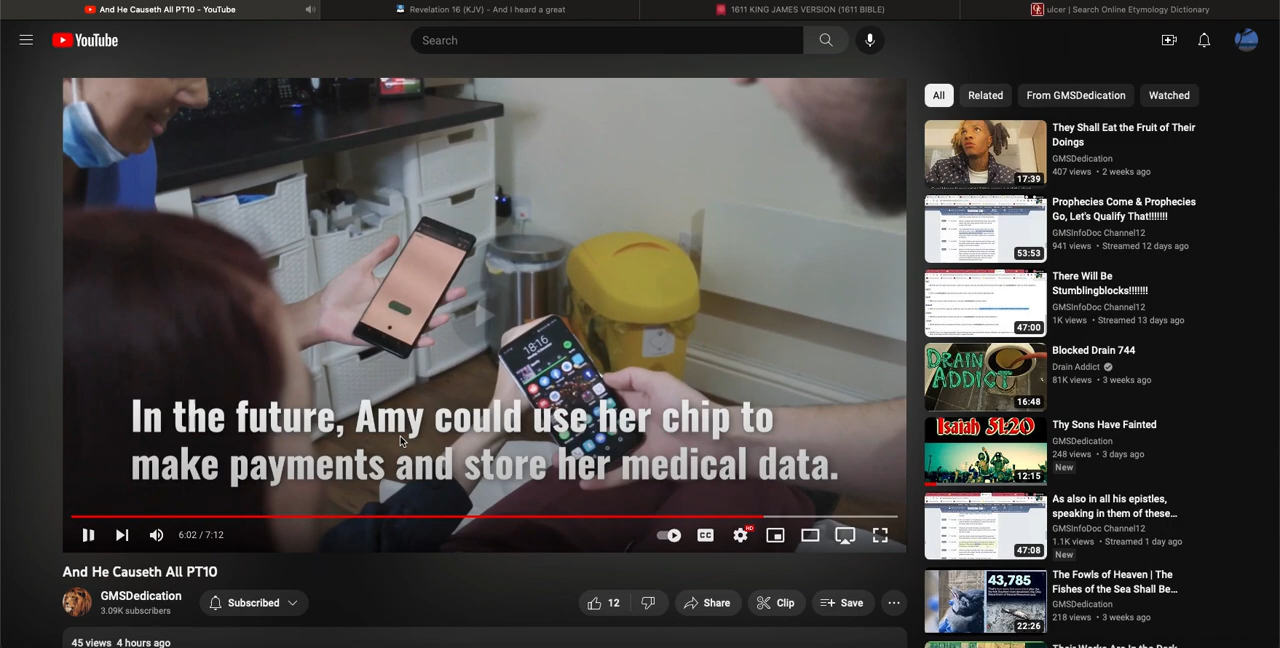 And He Causeth All PT10 - YouTube
Revelation 16 (KJV) - And I heard a great
1611 KING JAMES VERSION (1611 BIBLE)
ulcer | Search Online Etymology Dictionary
YouTube
Search
18:16
In the future, Amy could use her chip to
make payments and store her medical data.
6:02 / 7:12
HD
And He Causeth All PT10
GMSDedication
3.09K subscribers
Subscribed
12
Share
Clip
Save
45 views 4 hours ago
All
Related
From GMSDedication
Watched
17:39
They Shall Eat the Fruit of Their
Doings
GMSDedication
407 views • 2 weeks ago
53:53
Prophecies Come & Prophecies
Go, Let's Qualify That!!!!!!!
GMSInfoDoc Channel12
941 views • Streamed 12 days ago
47:00
There Will Be
Stumblingblocks!!!!!!!
GMSInfoDoc Channel12
1K views • Streamed 13 days ago
DRAIN
ADDICT
16:48
Blocked Drain 744
Drain Addict
81K views • 3 weeks ago
Isaiah 51:20
12:15
Thy Sons Have Fainted
GMSDedication
248 views • 3 days ago
New
47:08
As also in all his epistles,
speaking in them of these...
GMSInfoDoc Channel12
1.1K views • Streamed 1 day ago
New
43,785
22:26
The Fowls of Heaven | The
Fishes of the Sea Shall Be...
GMSDedication
218 views • 3 weeks ago